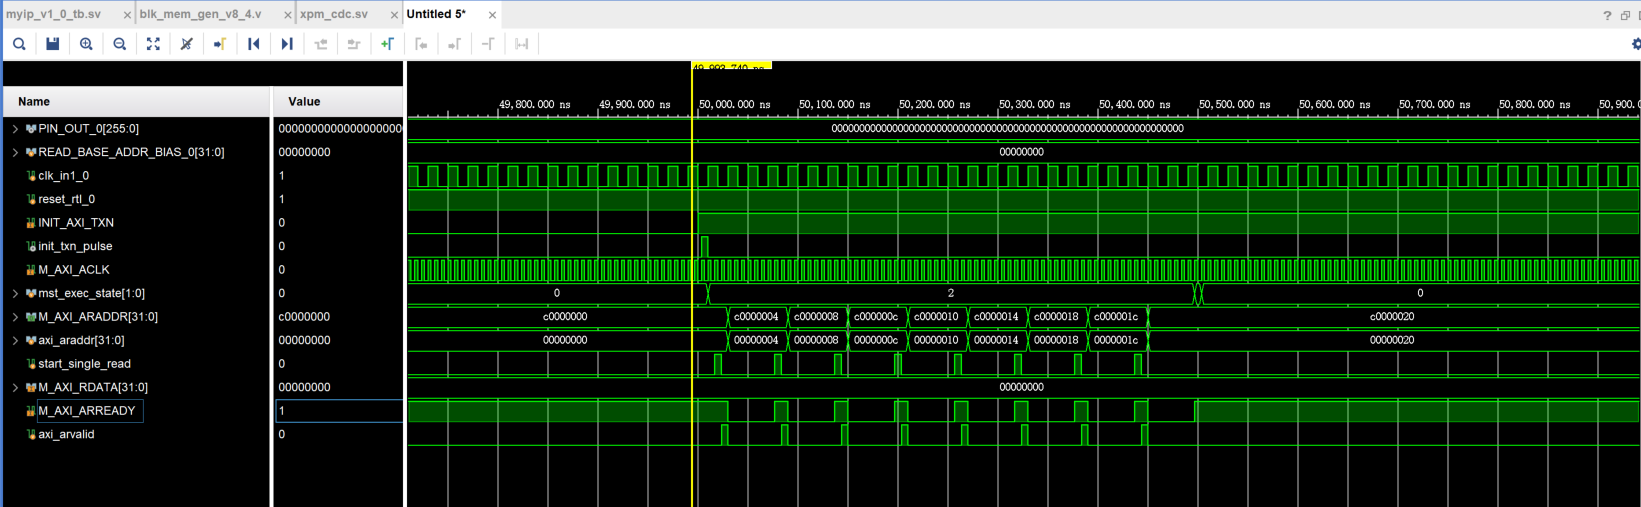 myip_v1_0_tb.sv × blk_mem_gen_v8_4.v × xpm_cdc.sv × Untitled 5* ×
49,993.740 ns
Name Value
49,800.000 ns 49,900.000 ns 50,000.000 ns 50,100.000 ns 50,200.000 ns 50,300.000 ns 50,400.000 ns 50,500.000 ns 50,600.000 ns 50,700.000 ns 50,800.000 ns 50,900.0
PIN_OUT_0[255:0] 00000000000000000000 0000000000000000000000000000000000000000000000000000000000000000
READ_BASE_ADDR_BIAS_0[31:0] 00000000 00000000
clk_in1_0 1
reset_rtl_0 1
INIT_AXI_TXN 0
init_txn_pulse 0
M_AXI_ACLK 0
mst_exec_state[1:0] 0 0 2 0
M_AXI_ARADDR[31:0] c0000000 c0000000 c0000004 c0000008 c000000c c0000010 c0000014 c0000018 c000001c c0000020
axi_araddr[31:0] 00000000 00000000 00000004 00000008 0000000c 00000010 00000014 00000018 0000001c 00000020
start_single_read 0
M_AXI_RDATA[31:0] 00000000 00000000
M_AXI_ARREADY 1
axi_arvalid 0